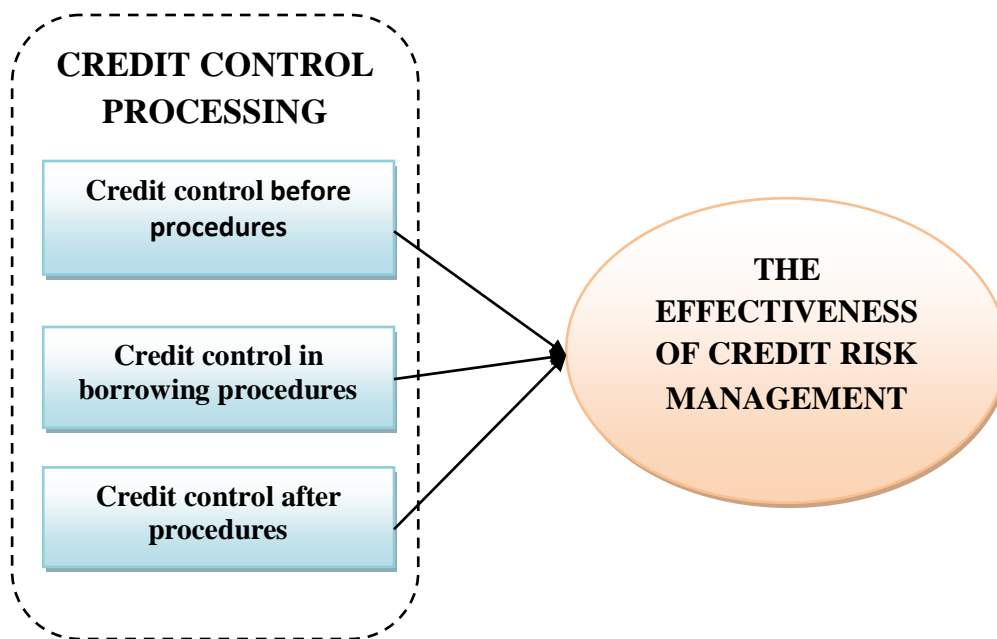 CREDIT CONTROL
PROCESSING
Credit control before
procedures
Credit control in
borrowing procedures
Credit control after
procedures
THE
EFFECTIVENESS
OF CREDIT RISK
MANAGEMENT